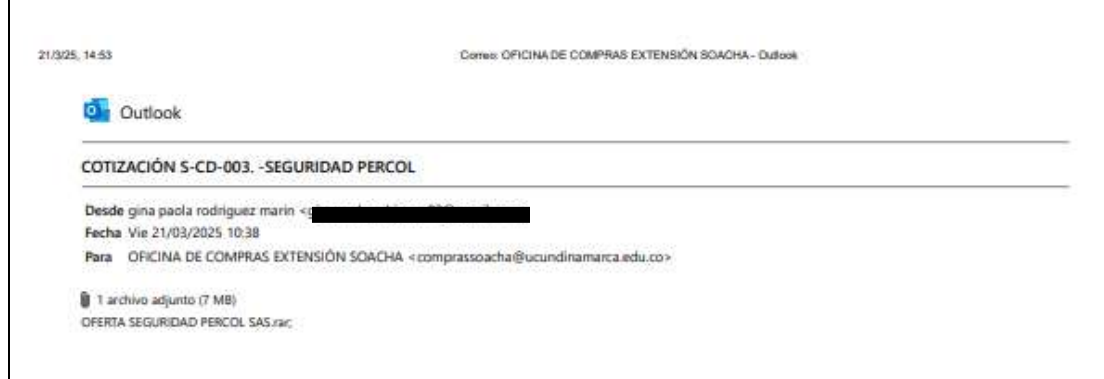 21/3/25, 14:53 Correo: OFICINA DE COMPRAS EXTENSIÓN SOACHA - Outlook
Outlook
COTIZACIÓN S-CD-003. -SEGURIDAD PERCOL
Desde gina paola rodriguez marin <
Fecha Vie 21/03/2025 10:38
Para OFICINA DE COMPRAS EXTENSIÓN SOACHA <comprassoacha@ucundinamarca.edu.co>
1 archivo adjunto (7 MB)
OFERTA SEGURIDAD PERCOL SAS.rar;